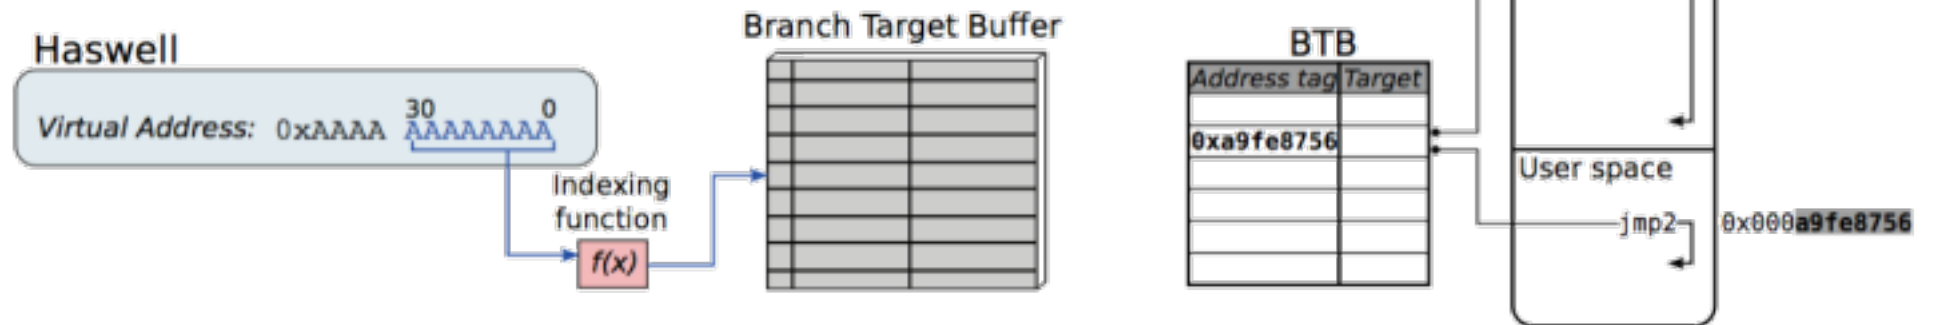 Haswell
Virtual Address: 0xAAAA AAAAAAAA
30 0
Indexing
function
f(x)
Branch Target Buffer
BTB
Address tag Target
0xa9fe8756
User space
jmp2
0x000a9fe8756